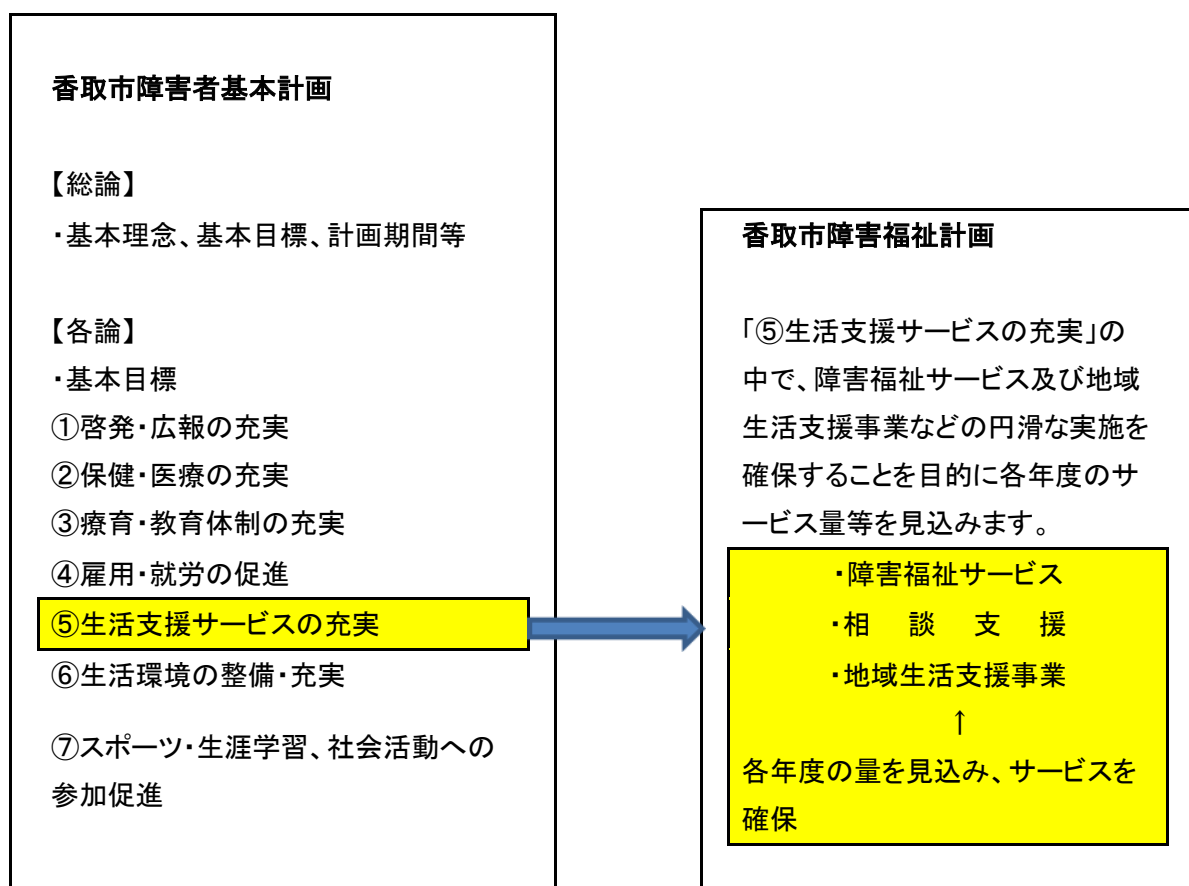 香取市障害者基本計画
【総論】
・基本理念、基本目標、計画期間等
【各論】
・基本目標
①啓発・広報の充実
②保健・医療の充実
③療育・教育体制の充実
④雇用・就労の促進
⑤生活支援サービスの充実
⑥生活環境の整備・充実
⑦スポーツ・生涯学習、社会活動への
参加促進
香取市障害福祉計画
「⑤生活支援サービスの充実」の
中で、障害福祉サービス及び地域
生活支援事業などの円滑な実施を
確保することを目的に各年度のサ
ービス量等を見込みます。
・障害福祉サービス
・相　談　支　援
・地域生活支援事業
↑
各年度の量を見込み、サービスを
確保